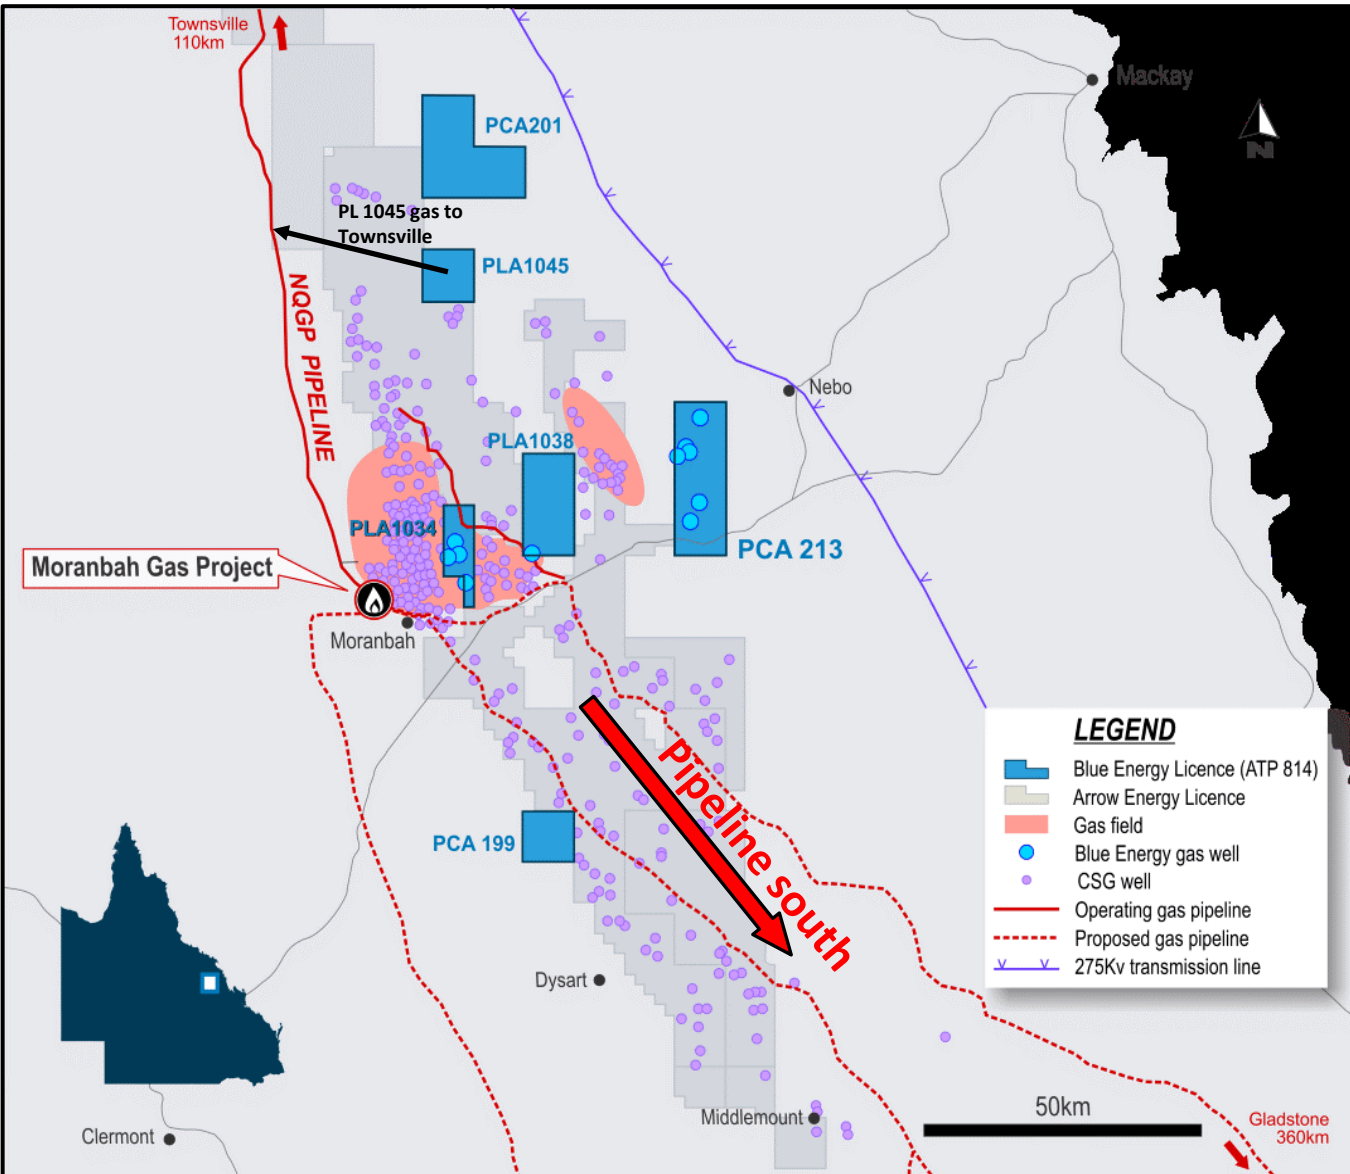 Townsville
110km
Mackay
N
PCA201
PL 1045 gas to
Townsville
PLA1045
NQGP PIPELINE
Nebo
PLA1038
PLA1034
PCA 213
Moranbah Gas Project
Moranbah
Pipeline south
PCA 199
Dysart
Middlemount
Clermont
LEGEND
Blue Energy Licence (ATP 814)
Arrow Energy Licence
Gas field
Blue Energy gas well
CSG well
Operating gas pipeline
Proposed gas pipeline
275Kv transmission line
50km
Gladstone
360km